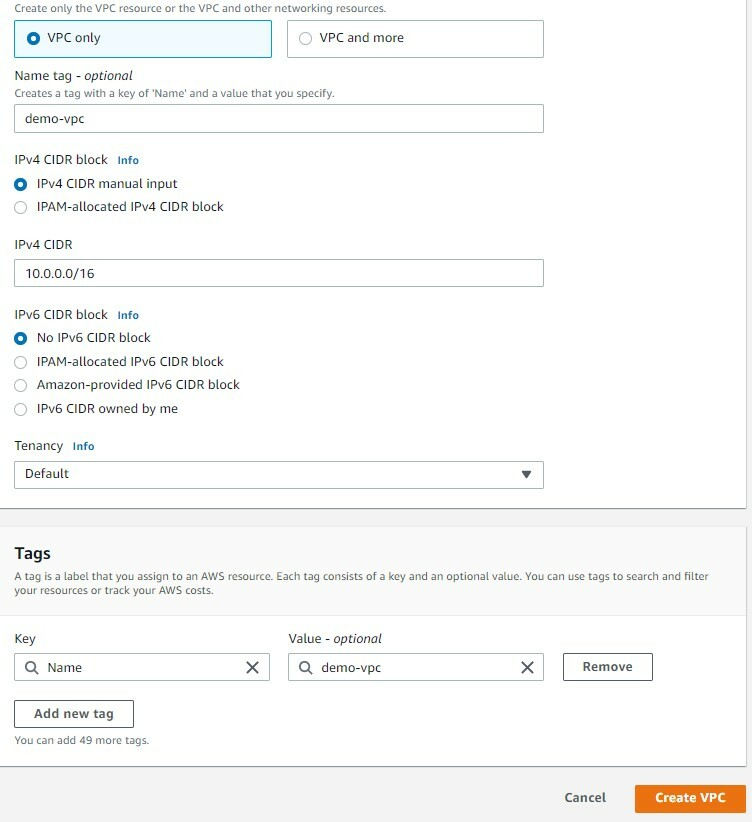 Create only the VPC resource or the VPC and other networking resources.
VPC only
VPC and more
Name tag - optional
Creates a tag with a key of 'Name' and a value that you specify.
demo-vpc
IPv4 CIDR block Info
IPv4 CIDR manual input
IPAM-allocated IPv4 CIDR block
IPv4 CIDR
10.0.0.0/16
IPv6 CIDR block Info
No IPv6 CIDR block
IPAM-allocated IPv6 CIDR block
Amazon-provided IPv6 CIDR block
IPv6 CIDR owned by me
Tenancy Info
Default
Tags
A tag is a label that you assign to an AWS resource. Each tag consists of a key and an optional value. You can use tags to search and filter
your resources or track your AWS costs.
Key
Value - optional
Name
demo-vpc
Remove
Add new tag
You can add 49 more tags.
Cancel
Create VPC